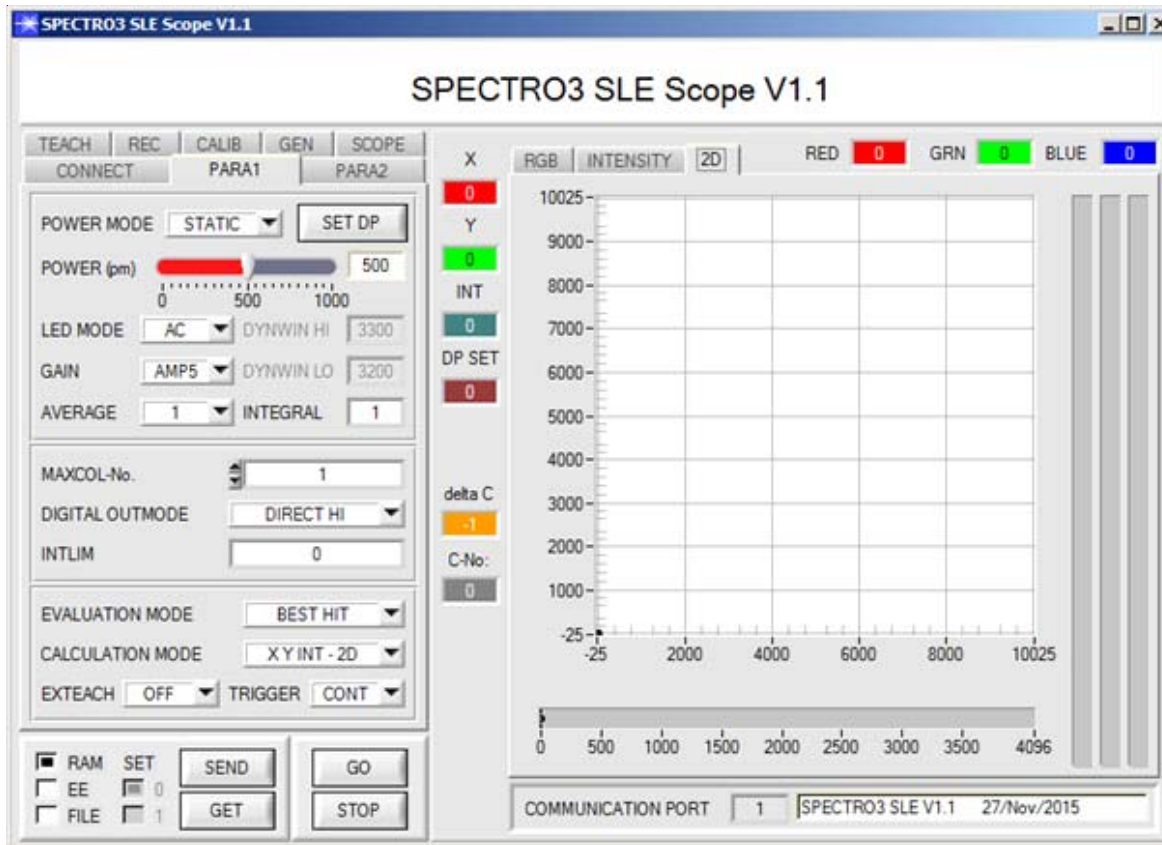 SPECTRO3 SLE Scope V1.1
SPECTRO3 SLE Scope V1.1
TEACH REC CALIB GEN SCOPE
CONNECT PARA1 PARA2
POWER MODE STATIC SET DP
POWER (pm) 500
0 500 1000
LED MODE AC DYNWIN HI 3300
GAIN AMP5 DYNWIN LO 3200
AVERAGE 1 INTEGRAL 1
MAXCOL-No. 1
DIGITAL OUTMODE DIRECT HI
INTLIM 0
EVALUATION MODE BEST HIT
CALCULATION MODE X Y INT - 2D
EXTEACH OFF TRIGGER CONT
RAM SET SEND GO
EE 0
FILE 1 GET STOP
X
0
Y
0
INT
0
DP SET
0
delta C
-1
C-No:
0
RGB INTENSITY 2D RED 0 GRN 0 BLUE 0
10025
9000
8000
7000
6000
5000
4000
3000
2000
1000
-25
-25 2000 4000 6000 8000 10025
0 500 1000 1500 2000 2500 3000 3500 4096
COMMUNICATION PORT 1 SPECTRO3 SLE V1.1 27/Nov/2015